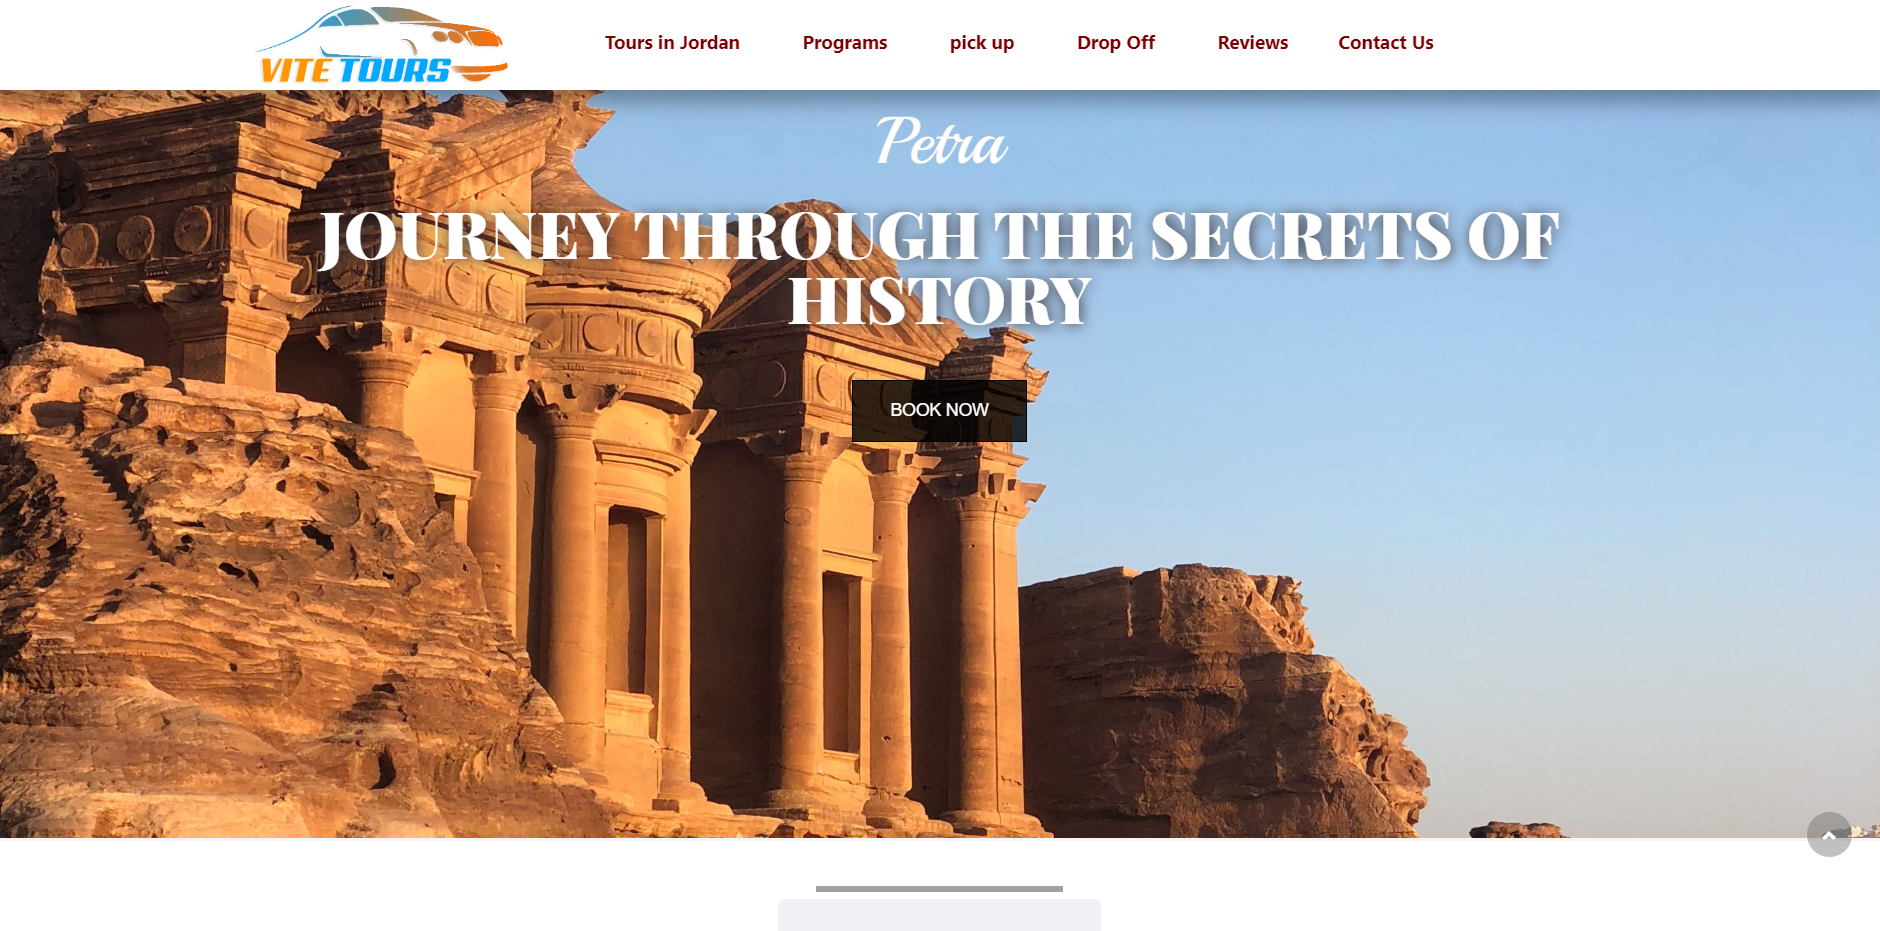 VITE TOURS
Tours in Jordan
Programs
pick up
Drop Off
Reviews
Contact Us
Petra
JOURNEY THROUGH THE SECRETS OF
HISTORY
BOOK NOW